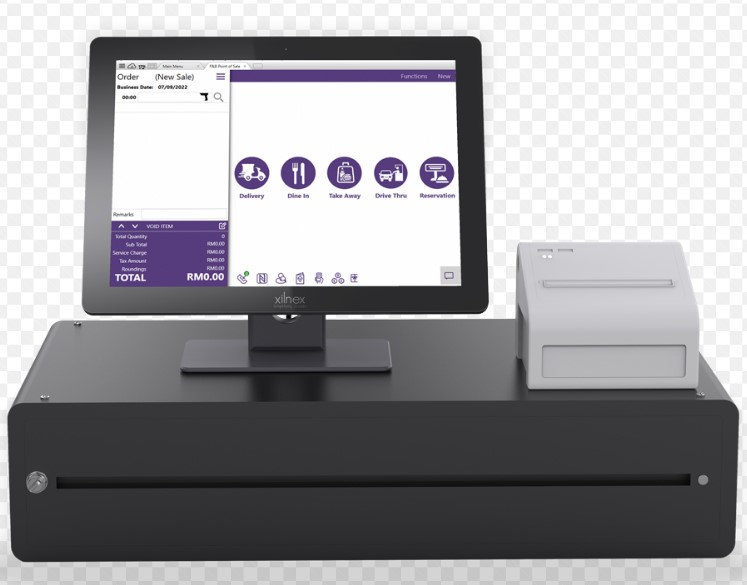 Main Menu
F&B Point of Sale
Order (New Sale)
Functions New
Business Date: 07/09/2022
00:00
Delivery
Dine In
Take Away
Drive Thru
Reservation
Remarks
VOID ITEM
Total Quantity 0
Sub Total RM0.00
Service Charge RM0.00
Tax Amount RM0.00
Roundings RM0.00
TOTAL RM0.00
xilnex